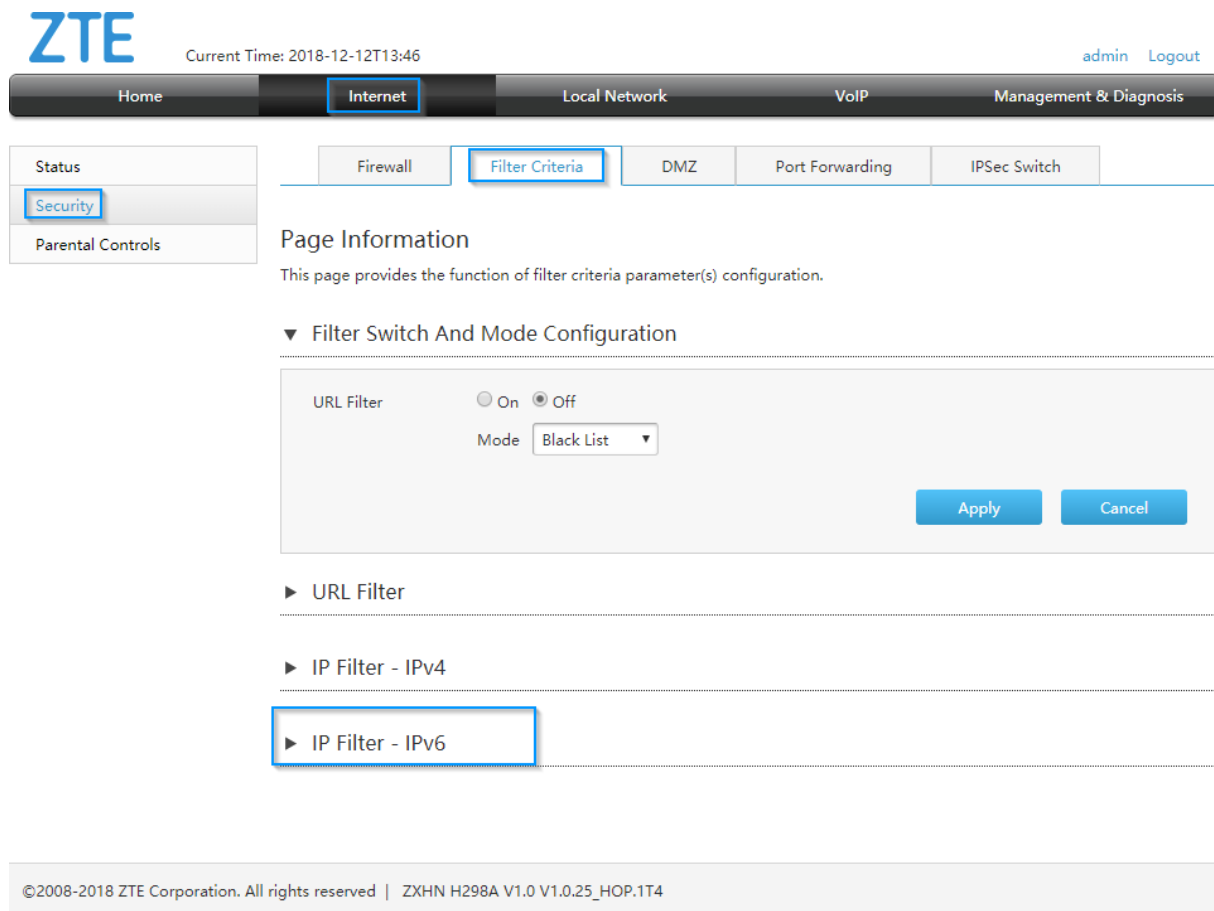 ZTE
Current Time: 2018-12-12T13:46
admin Logout
Home Internet Local Network VoIP Management & Diagnosis
Status
Security
Parental Controls
Firewall Filter Criteria DMZ Port Forwarding IPSec Switch
Page Information
This page provides the function of filter criteria parameter(s) configuration.
▼ Filter Switch And Mode Configuration
URL Filter On Off
Mode Black List
Apply Cancel
► URL Filter
► IP Filter - IPv4
► IP Filter - IPv6
©2008-2018 ZTE Corporation. All rights reserved | ZXHN H298A V1.0 V1.0.25_HOP.1T4